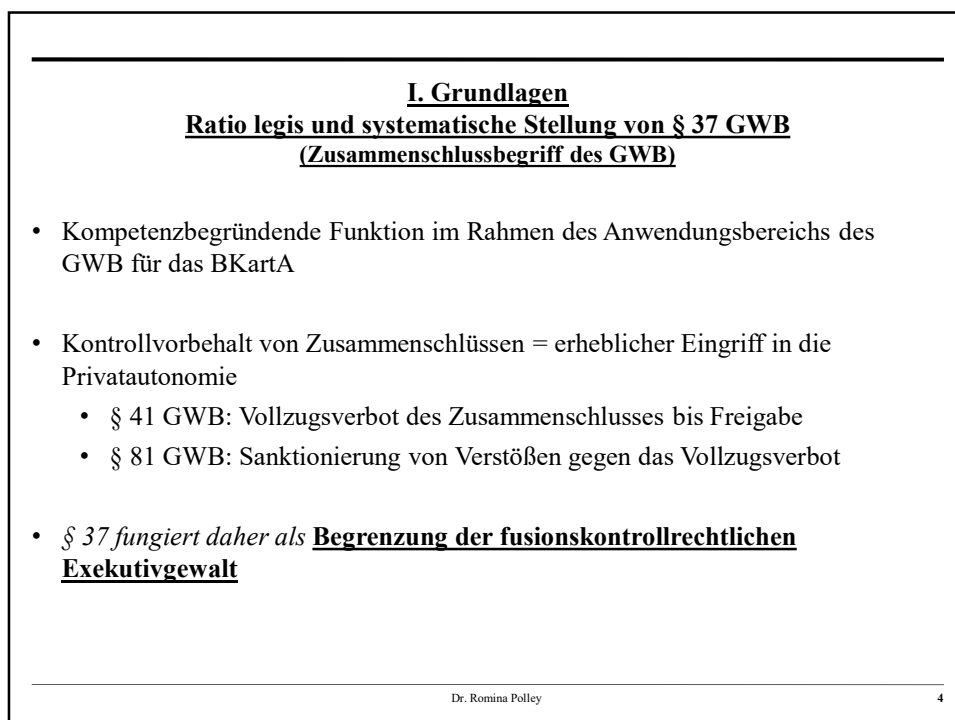 I. Grundlagen
Ratio legis und systematische Stellung von § 37 GWB
(Zusammenschlussbegriff des GWB)
• Kompetenzbegründende Funktion im Rahmen des Anwendungsbereichs des
GWB für das BKartA
• Kontrollvorbehalt von Zusammenschlüssen = erheblicher Eingriff in die
Privatautonomie
• § 41 GWB: Vollzugsverbot des Zusammenschlusses bis Freigabe
• § 81 GWB: Sanktionierung von Verstößen gegen das Vollzugsverbot
• § 37 fungiert daher als Begrenzung der fusionskontrollrechtlichen
Exekutivgewalt
Dr. Romina Polley
4